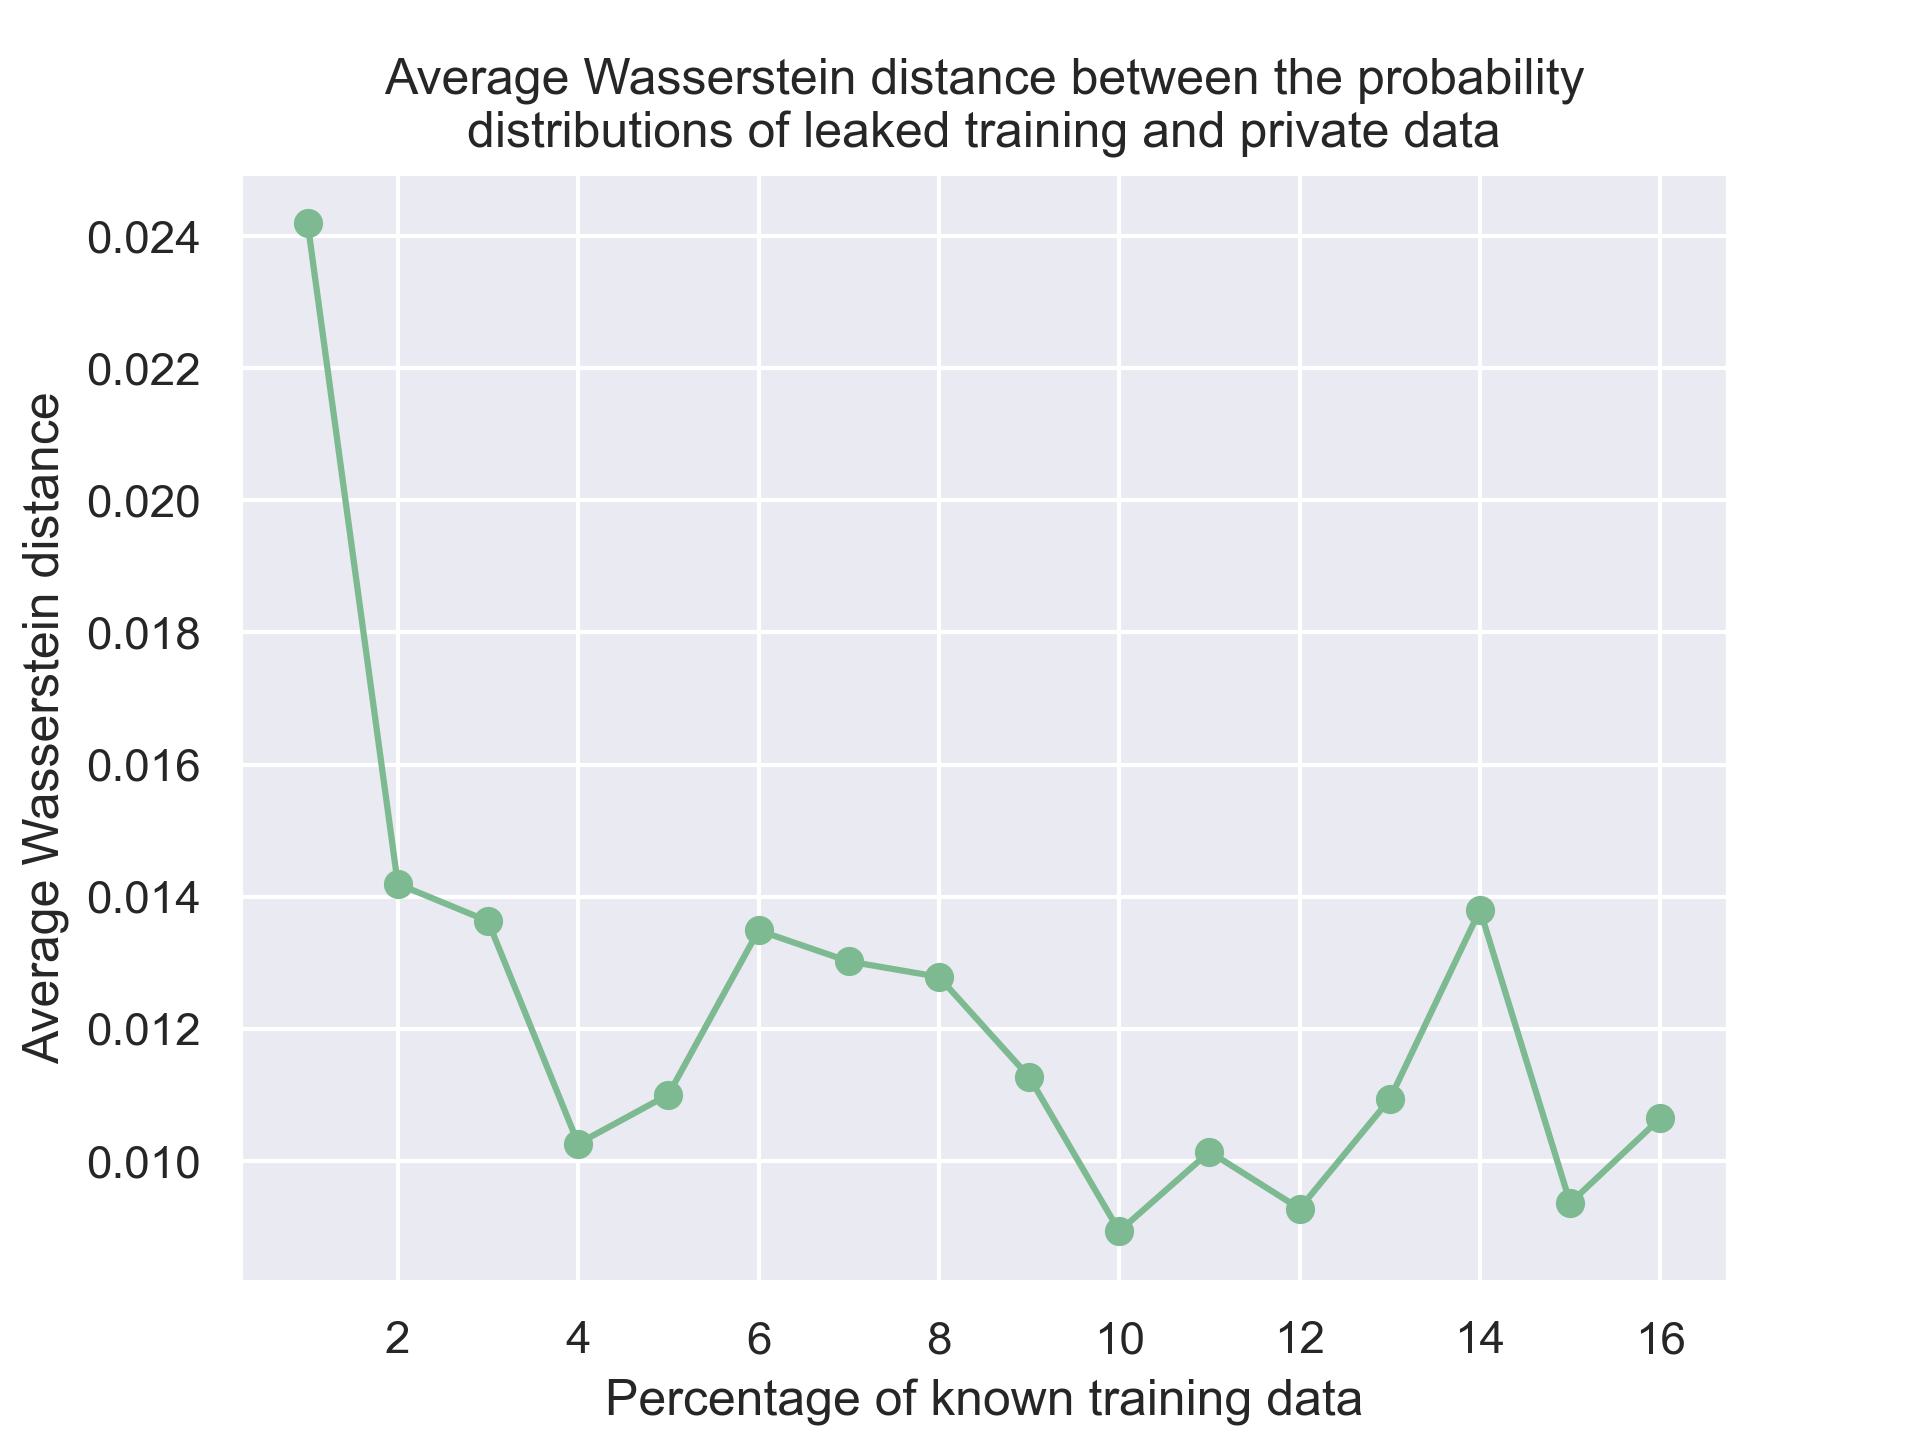 Average Wasserstein distance between the probability
distributions of leaked training and private data
Average Wasserstein distance
0.024
0.022
0.020
0.018
0.016
0.014
0.012
0.010
2 4 6 8 10 12 14 16
Percentage of known training data